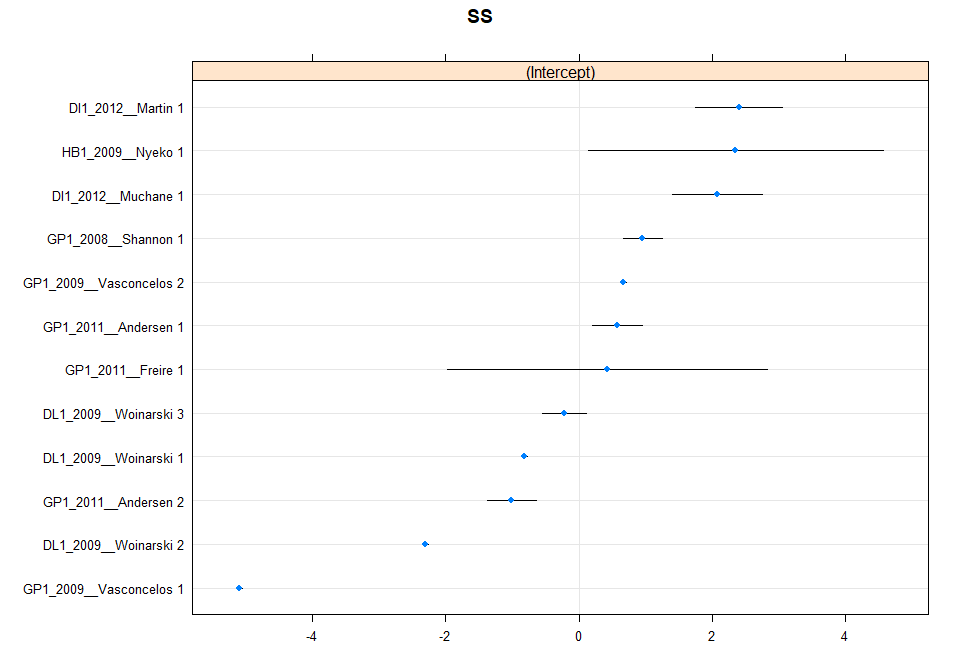 SS
(Intercept)
DI1_2012__Martin 1
HB1_2009__Nyeko 1
DI1_2012__Muchane 1
GP1_2008__Shannon 1
GP1_2009__Vasconcelos 2
GP1_2011__Andersen 1
GP1_2011__Freire 1
DL1_2009__Woinarski 3
DL1_2009__Woinarski 1
GP1_2011__Andersen 2
DL1_2009__Woinarski 2
GP1_2009__Vasconcelos 1
-4 -2 0 2 4